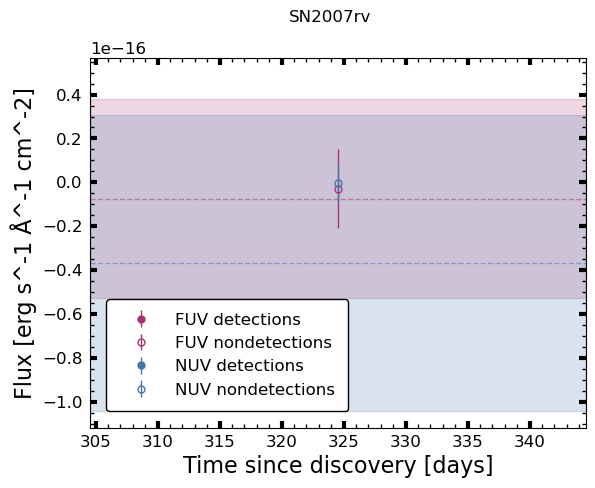 SN2007rv
1e−16
0.4
0.2
0.0
−0.2
−0.4
−0.6
−0.8
−1.0
Flux [erg s^-1 Å^-1 cm^-2]
FUV detections
FUV nondetections
NUV detections
NUV nondetections
305 310 315 320 325 330 335 340
Time since discovery [days]